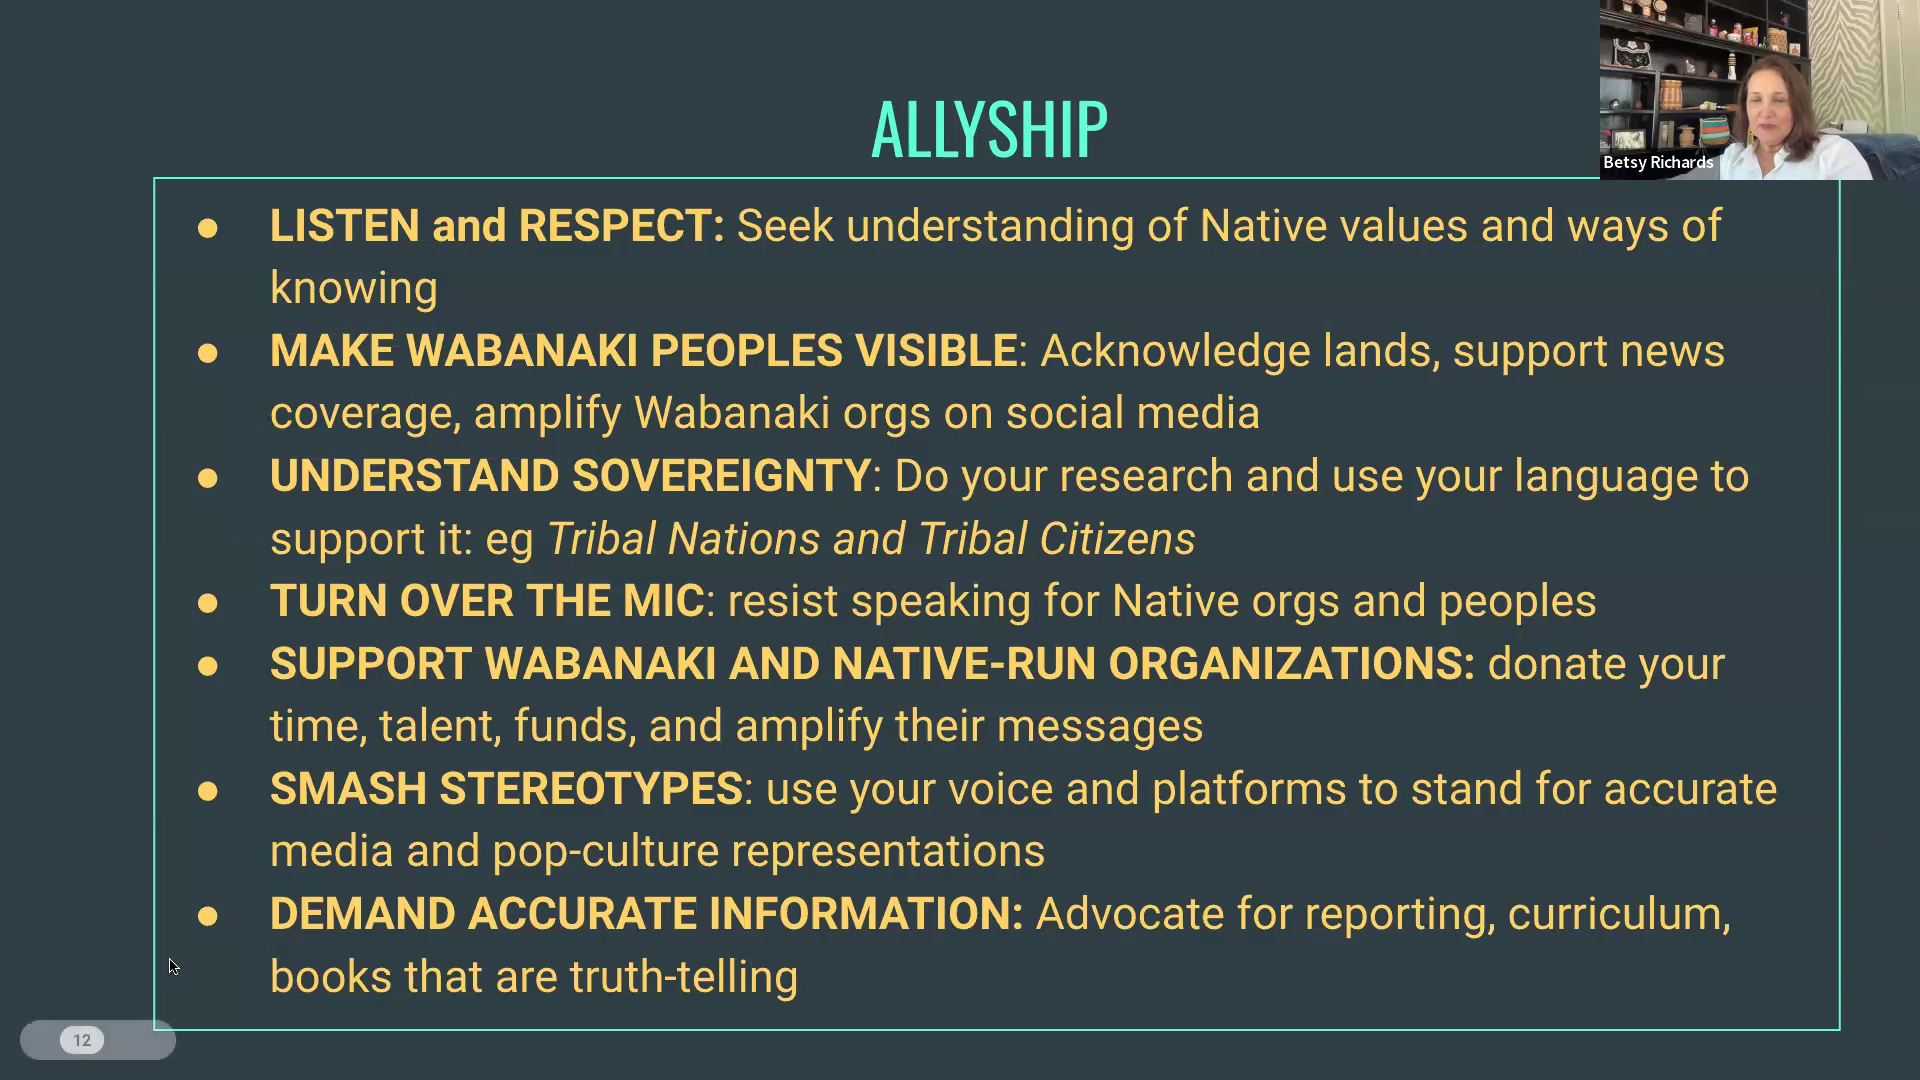 ALLYSHIP
Betsy Richards
● LISTEN and RESPECT: Seek understanding of Native values and ways of
knowing
● MAKE WABANAKI PEOPLES VISIBLE: Acknowledge lands, support news
coverage, amplify Wabanaki orgs on social media
● UNDERSTAND SOVEREIGNTY: Do your research and use your language to
support it: eg Tribal Nations and Tribal Citizens
● TURN OVER THE MIC: resist speaking for Native orgs and peoples
● SUPPORT WABANAKI AND NATIVE-RUN ORGANIZATIONS: donate your
time, talent, funds, and amplify their messages
● SMASH STEREOTYPES: use your voice and platforms to stand for accurate
media and pop-culture representations
● DEMAND ACCURATE INFORMATION: Advocate for reporting, curriculum,
books that are truth-telling
12